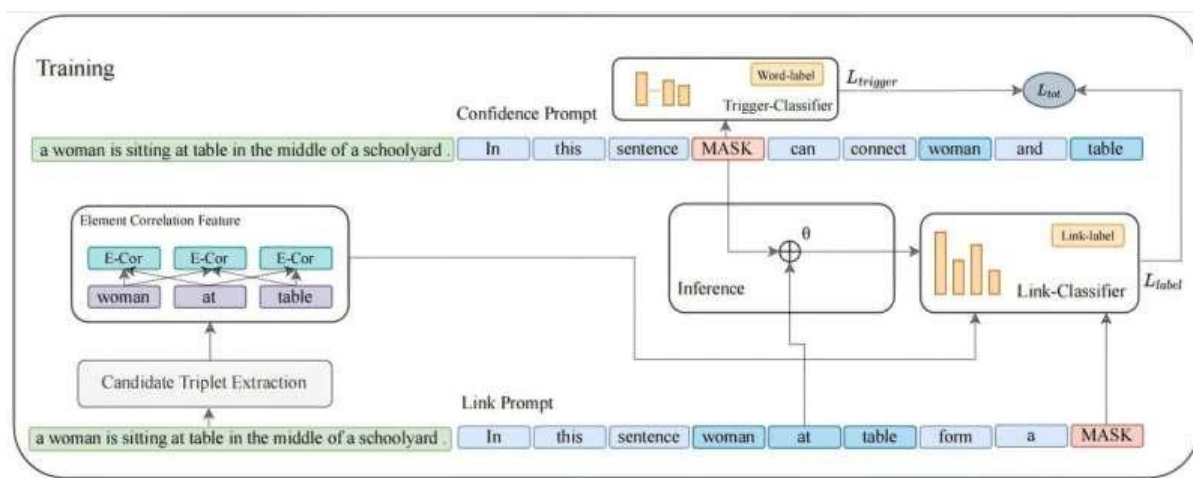 Training
Word-label
Trigger-Classifier
L_trigger
L_tot
Confidence Prompt
a woman is sitting at table in the middle of a schoolyard . In this sentence MASK can connect woman and table
Element Correlation Feature
E-Cor E-Cor E-Cor
woman at table
θ
Inference
Link-label
Link-Classifier
L_label
Candidate Triplet Extraction
Link Prompt
a woman is sitting at table in the middle of a schoolyard . In this sentence woman at table form a MASK